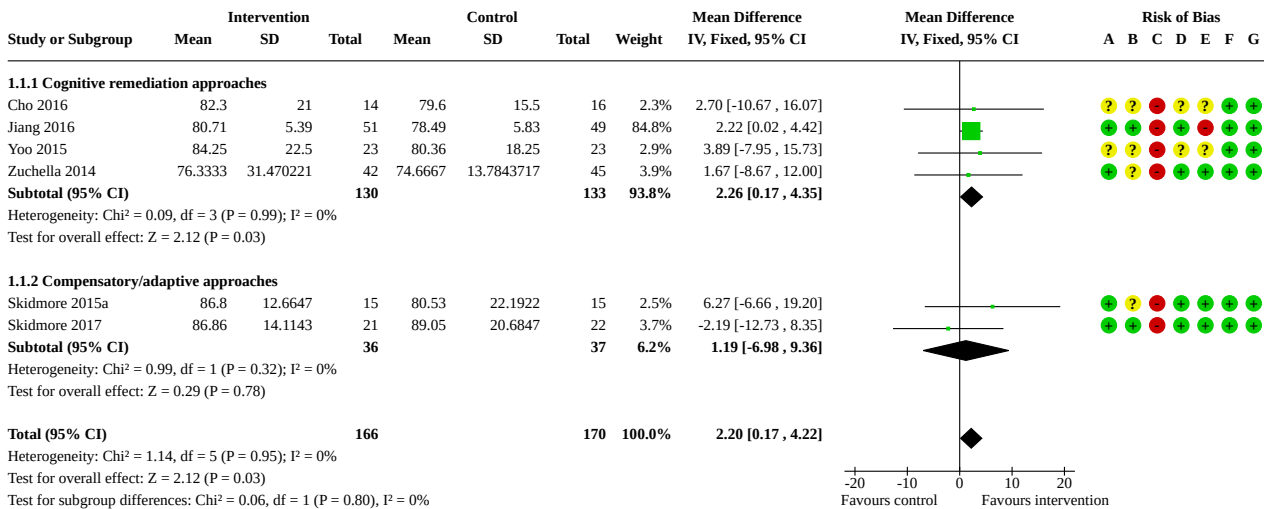 Intervention Control Mean Difference Mean Difference Risk of Bias
Study or Subgroup Mean SD Total Mean SD Total Weight IV, Fixed, 95% CI IV, Fixed, 95% CI A B C D E F G
1.1.1 Cognitive remediation approaches
Cho 2016 82.3 21 14 79.6 15.5 16 2.3% 2.70 [-10.67 , 16.07] ? ? - ? ? + +
Jiang 2016 80.71 5.39 51 78.49 5.83 49 84.8% 2.22 [0.02 , 4.42] + + - + - + +
Yoo 2015 84.25 22.5 23 80.36 18.25 23 2.9% 3.89 [-7.95 , 15.73] ? ? - ? ? + +
Zuchella 2014 76.3333 31.470221 42 74.6667 13.7843717 45 3.9% 1.67 [-8.67 , 12.00] + ? - + + + +
Subtotal (95% CI) 130 133 93.8% 2.26 [0.17 , 4.35]
Heterogeneity: Chi² = 0.09, df = 3 (P = 0.99); I² = 0%
Test for overall effect: Z = 2.12 (P = 0.03)
1.1.2 Compensatory/adaptive approaches
Skidmore 2015a 86.8 12.6647 15 80.53 22.1922 15 2.5% 6.27 [-6.66 , 19.20] + ? - + + + +
Skidmore 2017 86.86 14.1143 21 89.05 20.6847 22 3.7% -2.19 [-12.73 , 8.35] + + - + + + +
Subtotal (95% CI) 36 37 6.2% 1.19 [-6.98 , 9.36]
Heterogeneity: Chi² = 0.99, df = 1 (P = 0.32); I² = 0%
Test for overall effect: Z = 0.29 (P = 0.78)
Total (95% CI) 166 170 100.0% 2.20 [0.17 , 4.22]
Heterogeneity: Chi² = 1.14, df = 5 (P = 0.95); I² = 0%
Test for overall effect: Z = 2.12 (P = 0.03)
Test for subgroup differences: Chi² = 0.06, df = 1 (P = 0.80), I² = 0%
-20 -10 0 10 20
Favours control Favours intervention